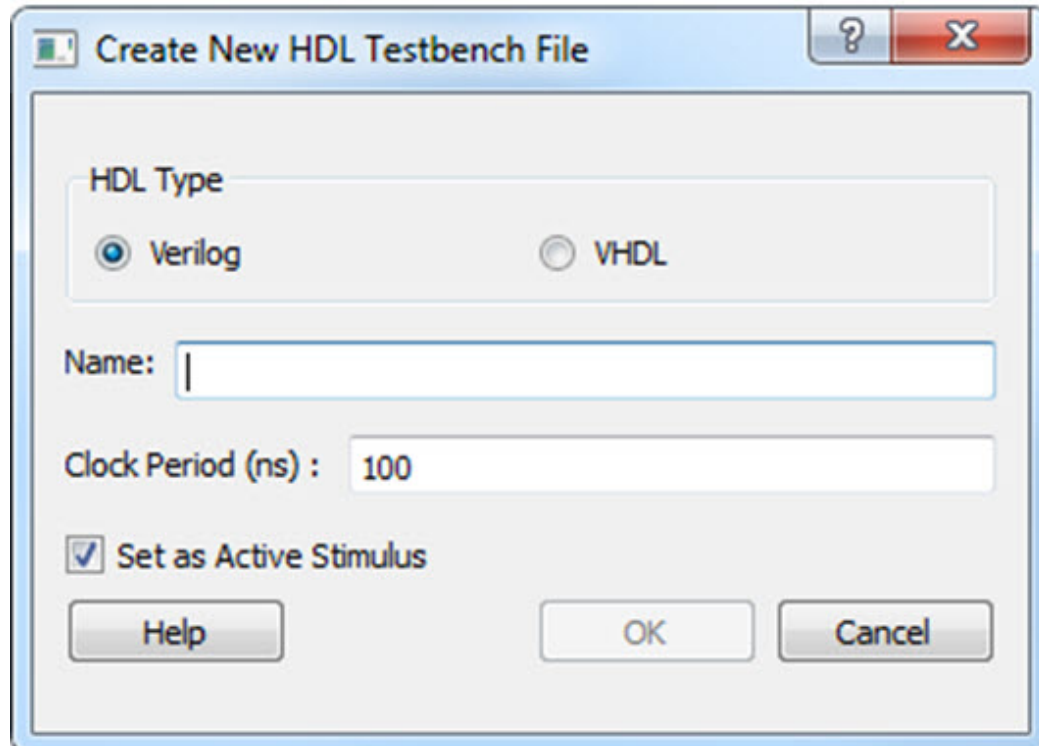 Create New HDL Testbench File
HDL Type
Verilog VHDL
Name:
Clock Period (ns) : 100
Set as Active Stimulus
Help OK Cancel